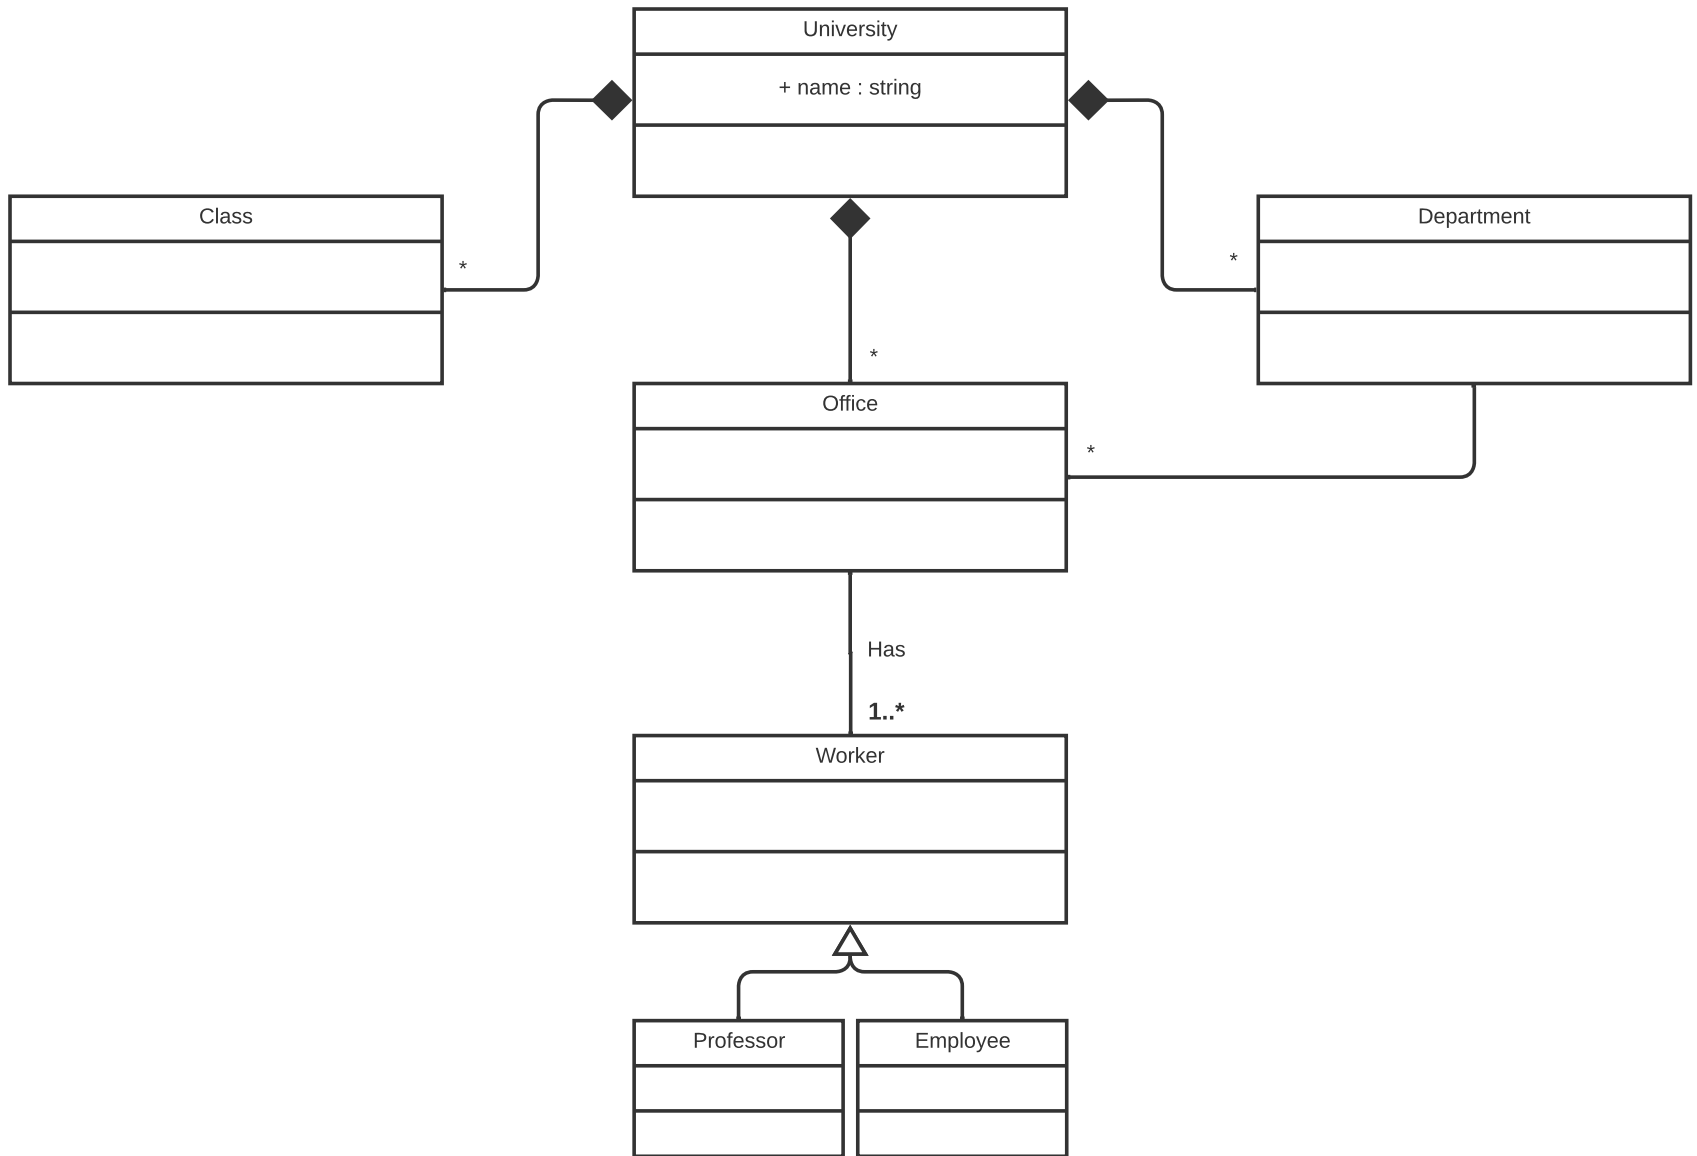 University
+ name : string
Class
Department
*
*
*
Office
*
Has
1..*
Worker
Professor
Employee